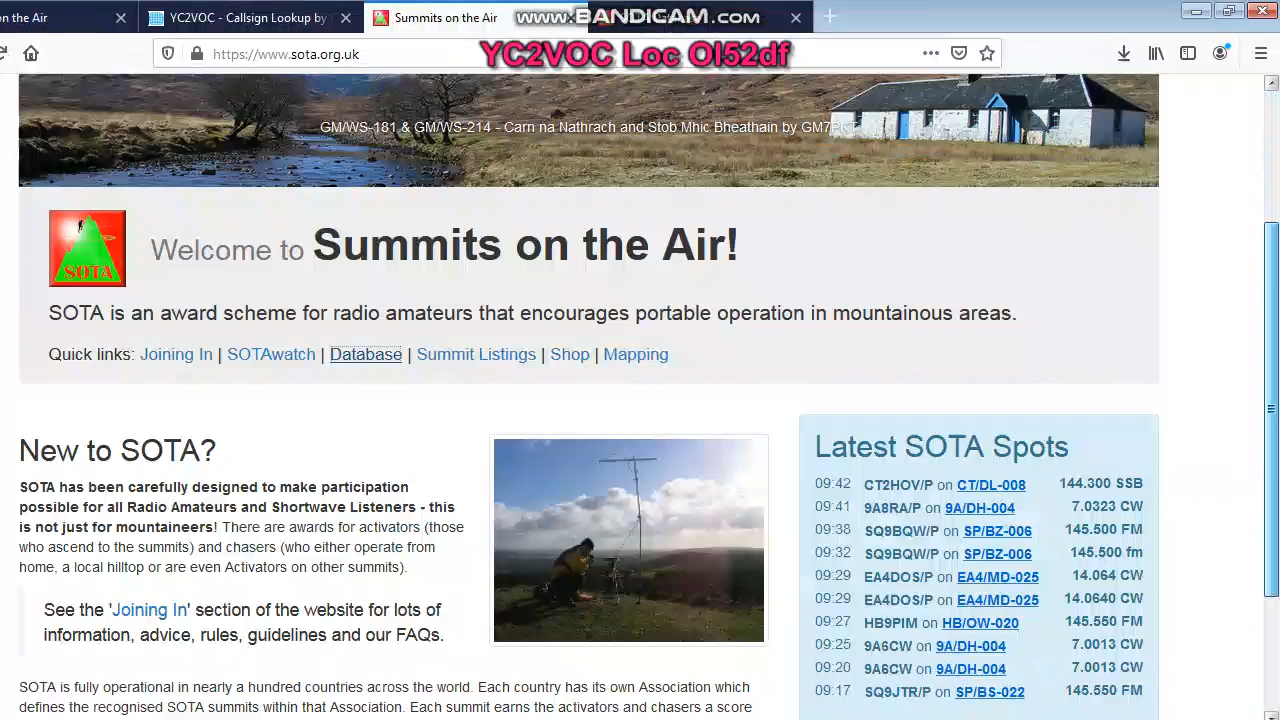 on the Air
YC2VOC - Callsign Lookup by
Summits on the Air
www.BANDICAM.com
https://www.sota.org.uk
YC2VOC Loc OI52df
GM/WS-181 & GM/WS-214 - Carn na Nathrach and Stob Mhic Bheathain by
SOTA
Welcome to Summits on the Air!
SOTA is an award scheme for radio amateurs that encourages portable operation in mountainous areas.
Quick links: Joining In | SOTAwatch | Database | Summit Listings | Shop | Mapping
New to SOTA?
SOTA has been carefully designed to make participation
possible for all Radio Amateurs and Shortwave Listeners - this
is not just for mountaineers! There are awards for activators (those
who ascend to the summits) and chasers (who either operate from
home, a local hilltop or are even Activators on other summits).
See the 'Joining In' section of the website for lots of
information, advice, rules, guidelines and our FAQs.
SOTA is fully operational in nearly a hundred countries across the world. Each country has its own Association which
defines the recognised SOTA summits within that Association. Each summit earns the activators and chasers a score
Latest SOTA Spots
09:42 CT2HOV/P on CT/DL-008 144.300 SSB
09:41 9A8RA/P on 9A/DH-004 7.0323 CW
09:38 SQ9BQW/P on SP/BZ-006 145.500 FM
09:32 SQ9BQW/P on SP/BZ-006 145.500 fm
09:29 EA4DOS/P on EA4/MD-025 14.064 CW
09:29 EA4DOS/P on EA4/MD-025 14.0640 CW
09:27 HB9PIM on HB/OW-020 145.550 FM
09:25 9A6CW on 9A/DH-004 7.0013 CW
09:20 9A6CW on 9A/DH-004 7.0013 CW
09:17 SQ9JTR/P on SP/BS-022 145.550 FM